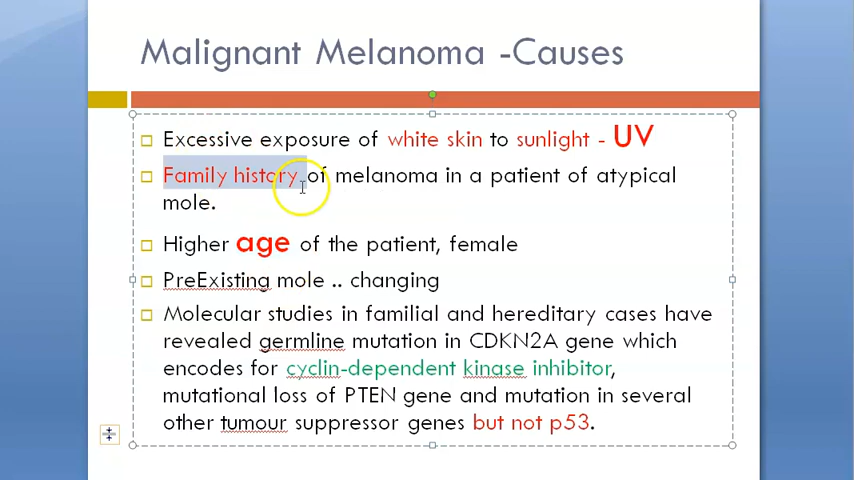 Malignant Melanoma -Causes
Excessive exposure of white skin to sunlight - UV
Family history of melanoma in a patient of atypical
mole.
Higher age of the patient, female
PreExisting mole .. changing
Molecular studies in familial and hereditary cases have
revealed germline mutation in CDKN2A gene which
encodes for cyclin-dependent kinase inhibitor,
mutational loss of PTEN gene and mutation in several
other tumour suppressor genes but not p53.